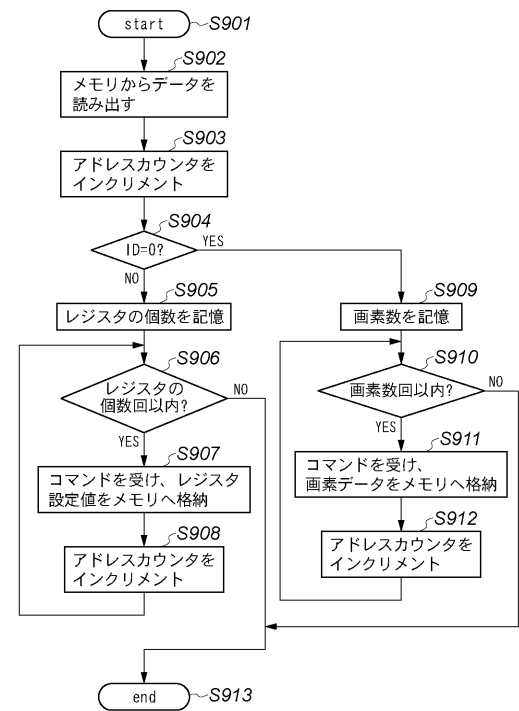 start
S901
S902
メモリからデータを
読み出す
S903
アドレスカウンタを
インクリメント
S904
ID=0?
YES
NO
S905
レジスタの個数を記憶
S906
レジスタの
個数回以内?
NO
YES
S907
コマンドを受け、レジスタ
設定値をメモリへ格納
S908
アドレスカウンタを
インクリメント
S909
画素数を記憶
S910
画素数回以内?
NO
YES
S911
コマンドを受け、
画素データをメモリへ格納
S912
アドレスカウンタを
インクリメント
end
S913